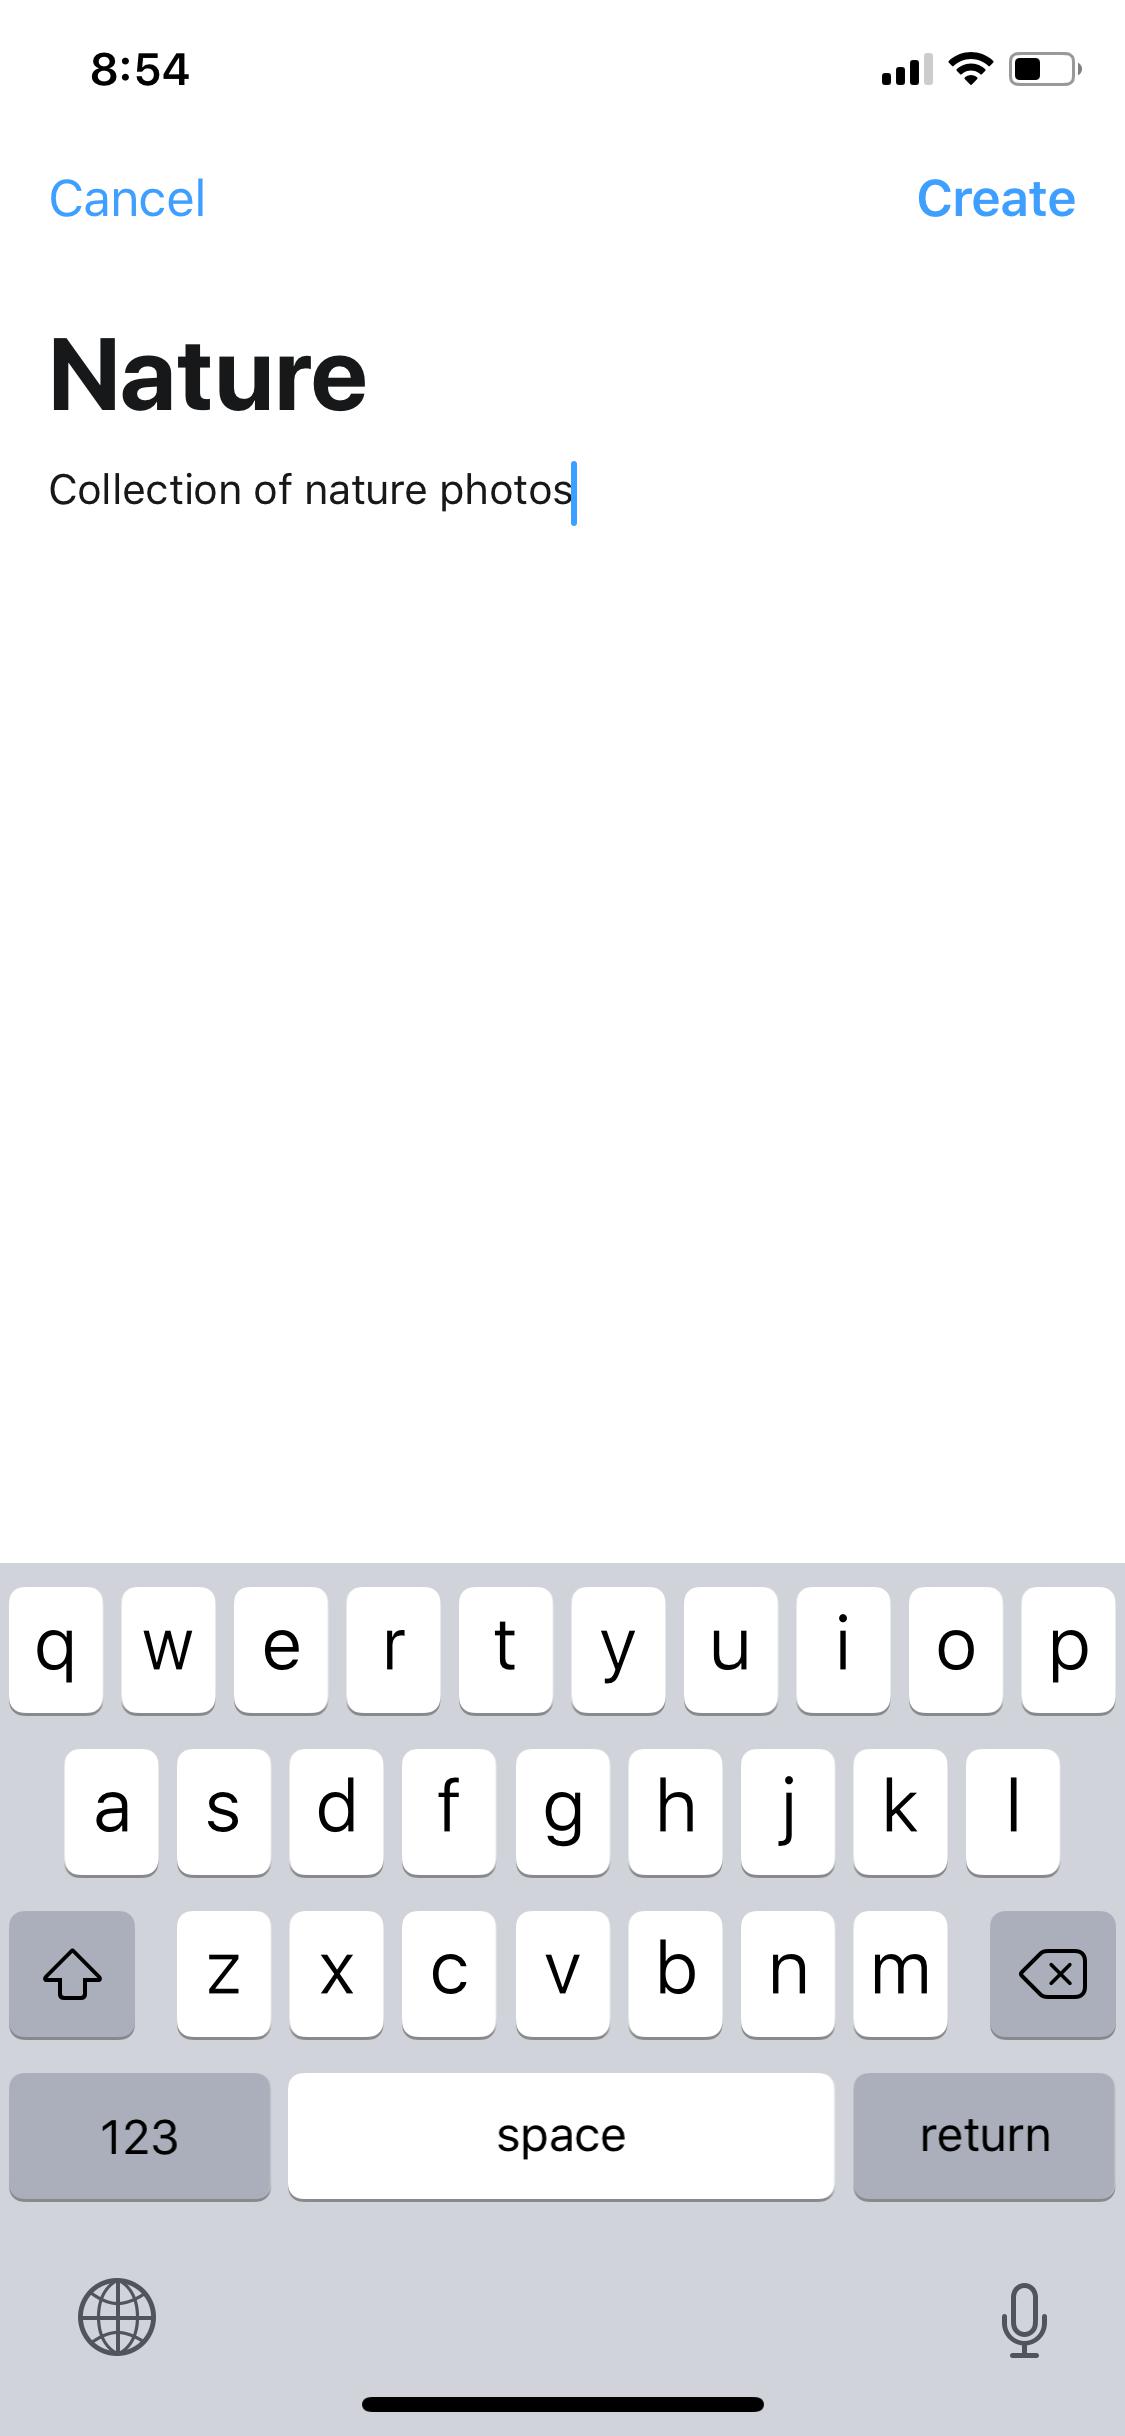 8:54
Cancel Create
Nature
Collection of nature photos
q w e r t y u i o p
a s d f g h j k l
z x c v b n m
123 space return